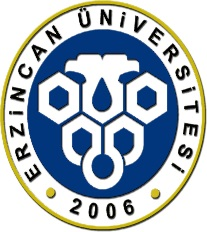 ERZİNCAN ÜNİVERSİTESİ
• 2006 •